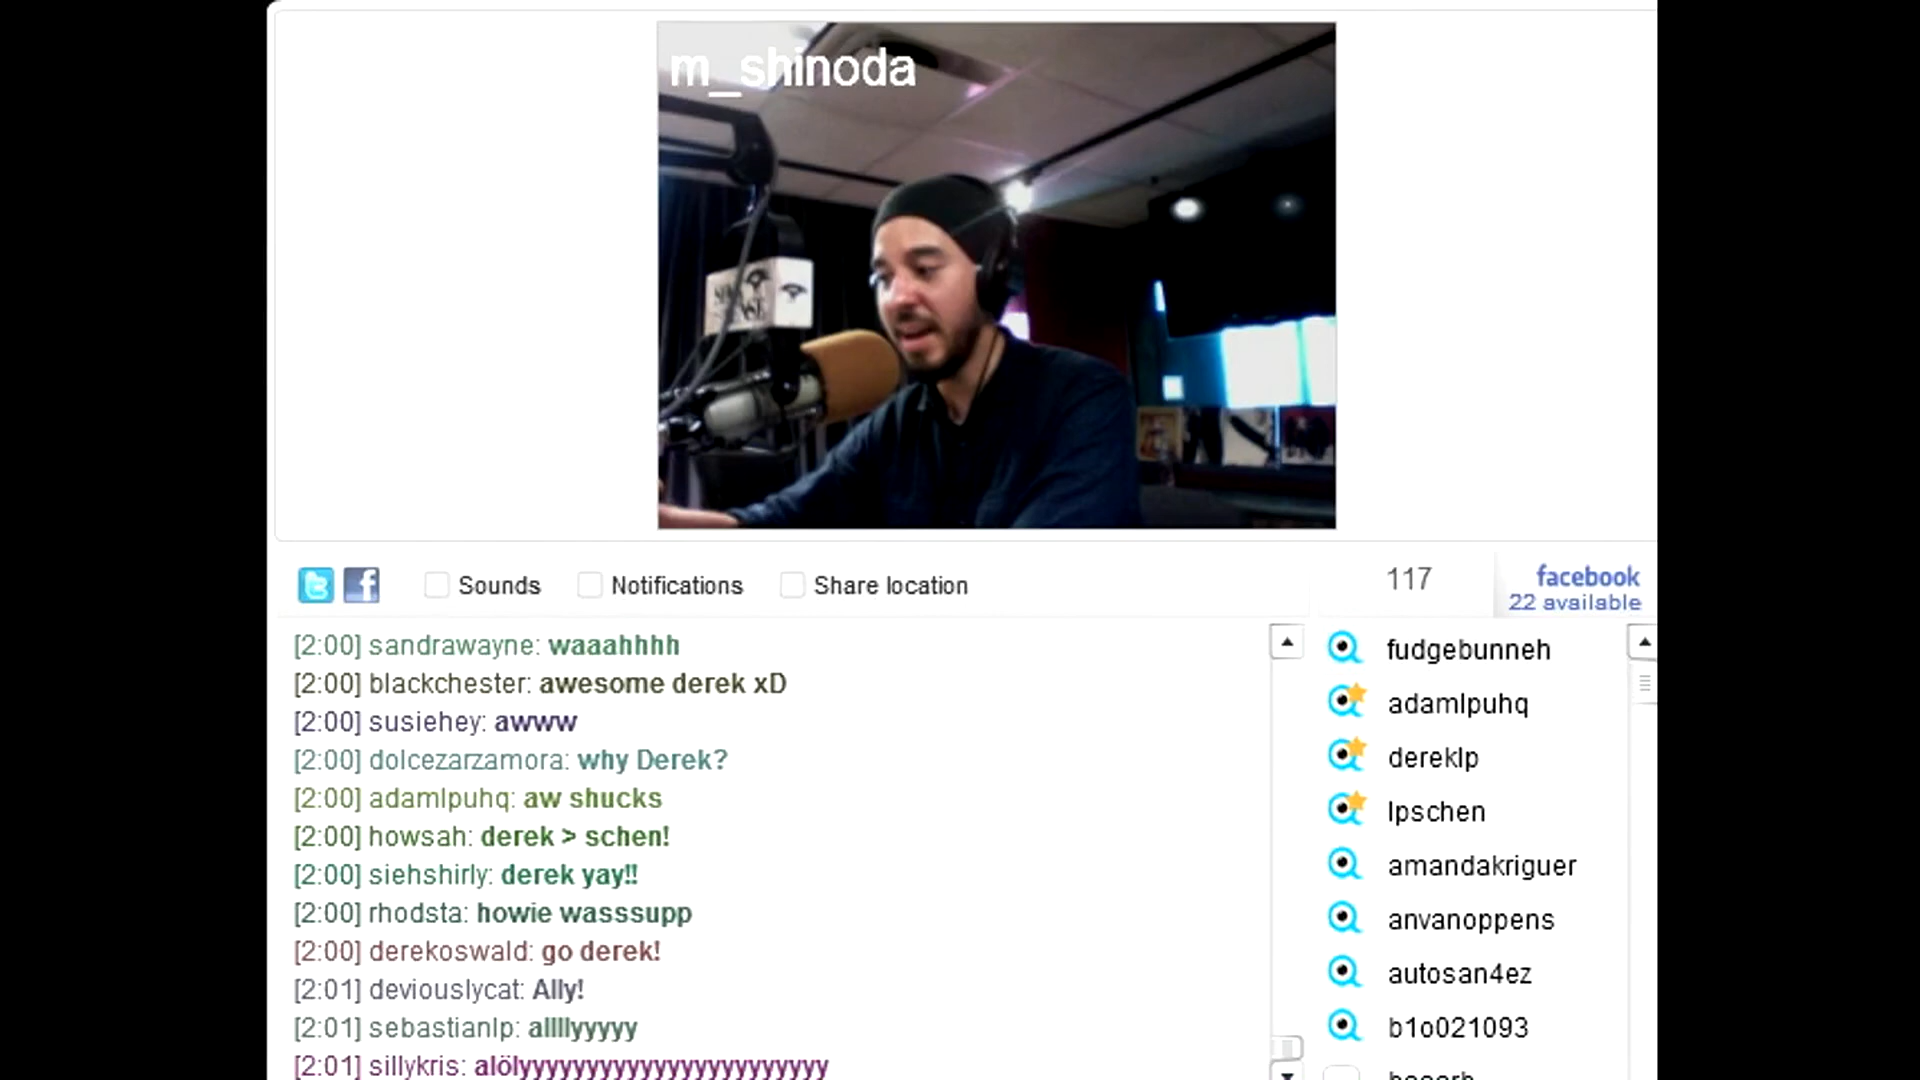 m_shinoda
Sounds
Notifications
Share location
117
facebook
22 available
[2:00] sandrawayne: waaahhhh
[2:00] blackchester: awesome derek xD
[2:00] susiehey: awww
[2:00] dolcezarzamora: why Derek?
[2:00] adamlpuhq: aw shucks
[2:00] howsah: derek > schen!
[2:00] siehshirly: derek yay!!
[2:00] rhodsta: howie wasssupp
[2:00] derekoswald: go derek!
[2:01] deviouslycat: Ally!
[2:01] sebastianlp: allllyyyyy
[2:01] sillykris: alölyyyyyyyyyyyyyyyyyyyyyyyy
fudgebunneh
adamlpuhq
dereklp
lpschen
amandakriguer
anvanoppens
autosan4ez
b1o021093